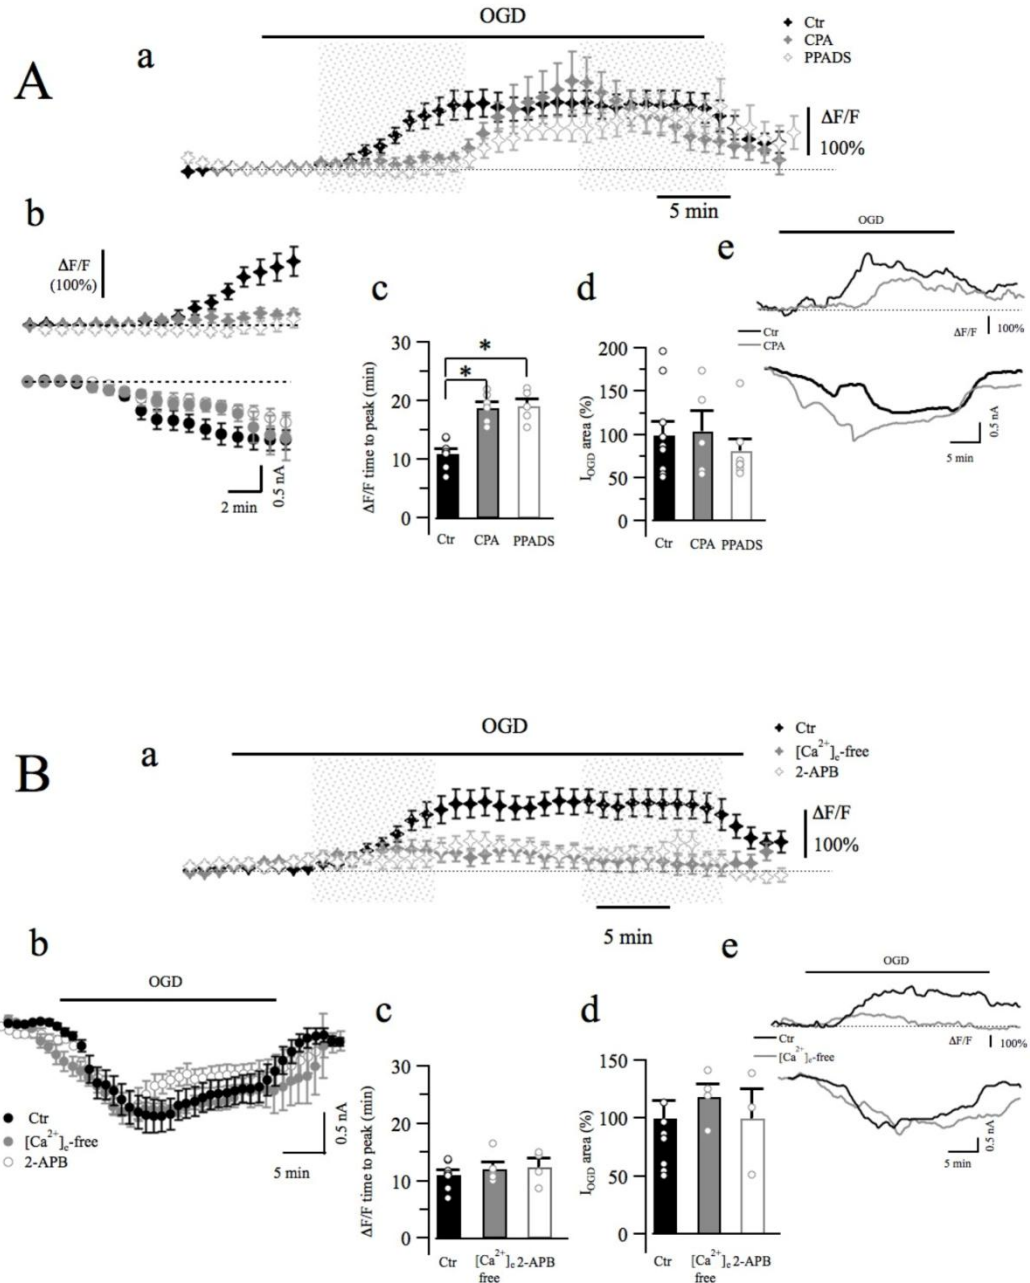 OGD
Ctr
CPA
PPADS
a
A
ΔF/F
100%
5 min
b
ΔF/F
(100%)
2 min
0.5 nA
c
30
20
10
0
ΔF/F time to peak (min)
*
*
Ctr CPA PPADS
d
200
150
100
50
0
I_OGD area (%)
Ctr CPA PPADS
e
OGD
Ctr
CPA
ΔF/F 100%
0.5 nA
5 min
B
a
OGD
Ctr
[Ca²⁺]e-free
2-APB
ΔF/F
100%
5 min
b
OGD
Ctr
[Ca²⁺]e-free
2-APB
5 min
0.5 nA
c
30
20
10
0
ΔF/F time to peak (min)
Ctr [Ca²⁺]e 2-APB
free
d
150
100
50
0
I_OGD area (%)
Ctr [Ca²⁺]e 2-APB
free
e
OGD
Ctr
[Ca²⁺]e-free
ΔF/F 100%
0.5 nA
5 min